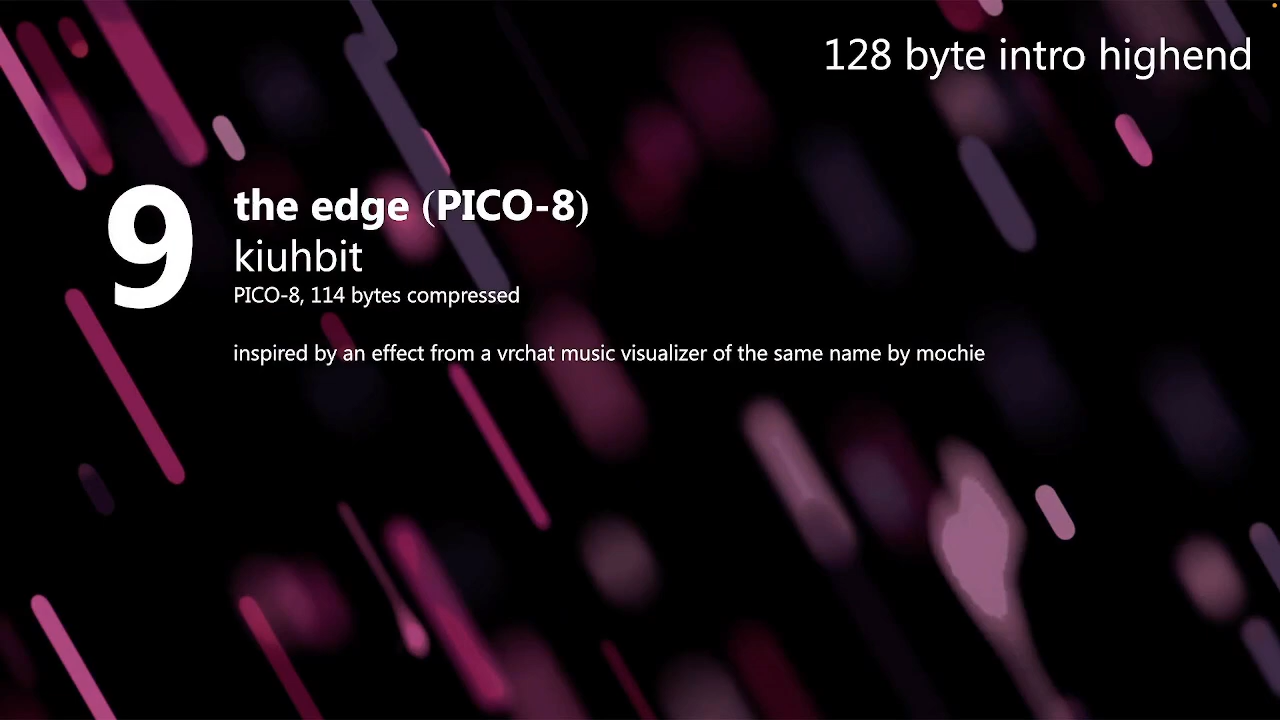 128 byte intro highend
9
the edge (PICO-8)
kiuhbit
PICO-8, 114 bytes compressed
inspired by an effect from a vrchat music visualizer of the same name by mochie